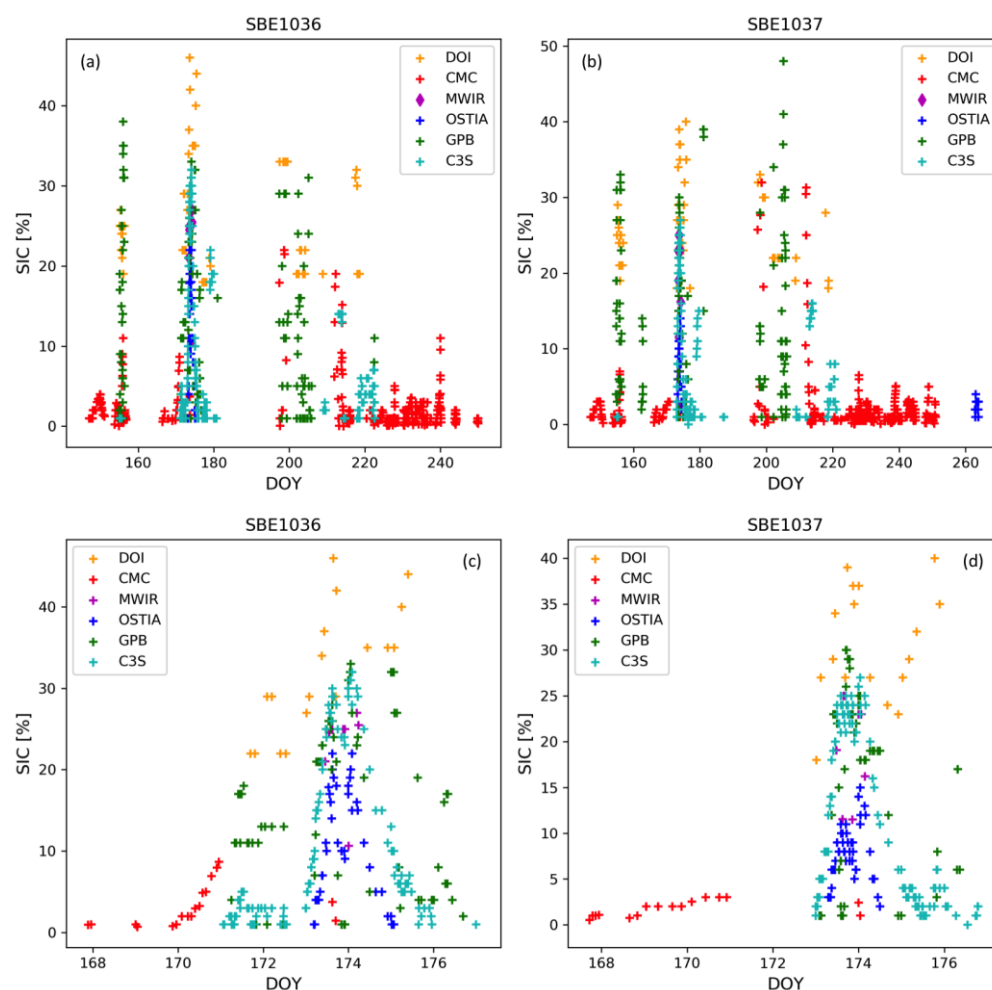 SBE1036
(a)
DOI
CMC
MWIR
OSTIA
GPB
C3S
SIC [%]
40
30
20
10
0
160
180
200
220
240
DOY
SBE1037
(b)
DOI
CMC
MWIR
OSTIA
GPB
C3S
SIC [%]
50
40
30
20
10
0
160
180
200
220
240
260
DOY
SBE1036
(c)
DOI
CMC
MWIR
OSTIA
GPB
C3S
SIC [%]
40
30
20
10
0
168
170
172
174
176
DOY
SBE1037
(d)
DOI
CMC
MWIR
OSTIA
GPB
C3S
SIC [%]
40
35
30
25
20
15
10
5
0
168
170
172
174
176
DOY